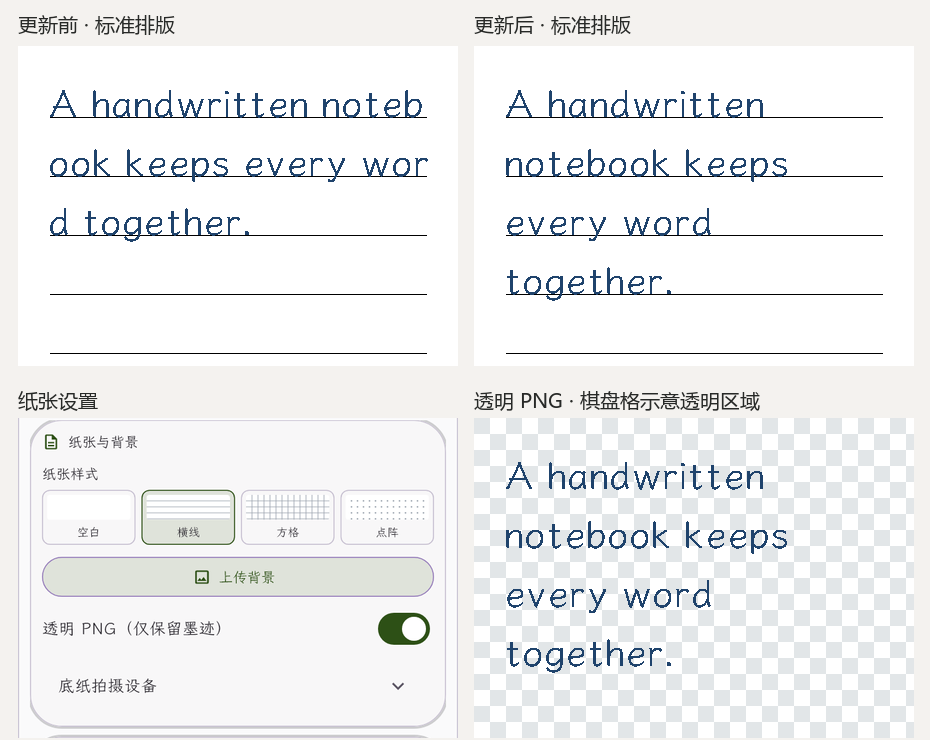 更新前 · 标准排版
A handwritten noteb
ook keeps every wor
d together.
更新后 · 标准排版
A handwritten
notebook keeps
every word
together.
纸张设置
纸张与背景
纸张样式
空白
横线
方格
点阵
上传背景
透明 PNG（仅保留墨迹）
底纸拍摄设备
透明 PNG · 棋盘格示意透明区域
A handwritten
notebook keeps
every word
together.